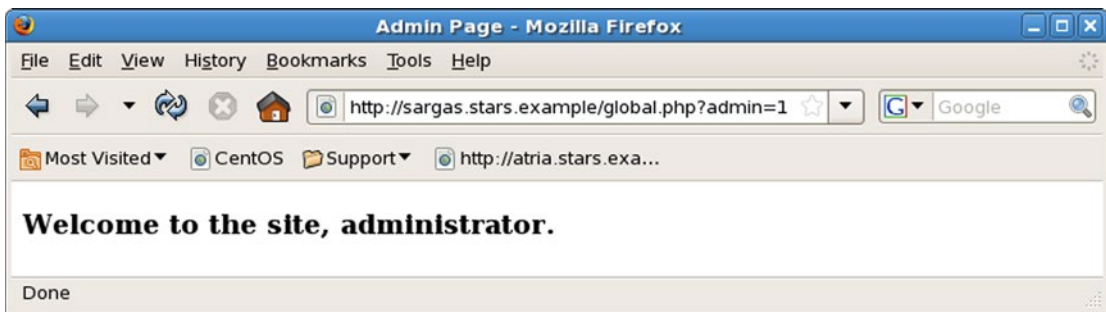 Admin Page - Mozilla Firefox
File Edit View History Bookmarks Tools Help
http://sargas.stars.example/global.php?admin=1 G Google
Most Visited CentOS Support http://atria.stars.exa...
Welcome to the site, administrator.
Done